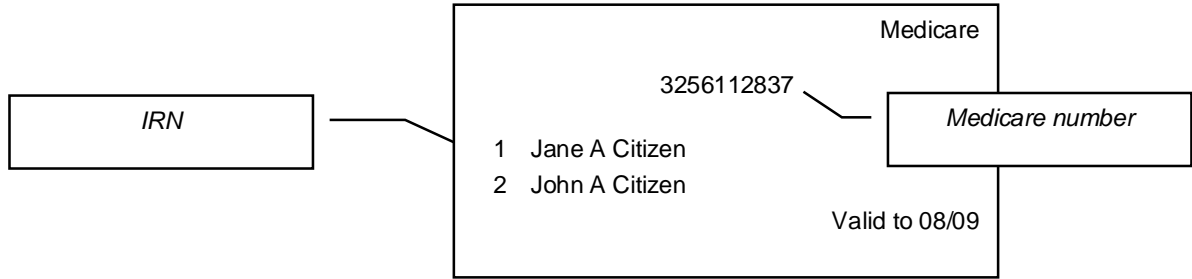 Medicare
3256112837
IRN
Medicare number
1 Jane A Citizen
2 John A Citizen
Valid to 08/09